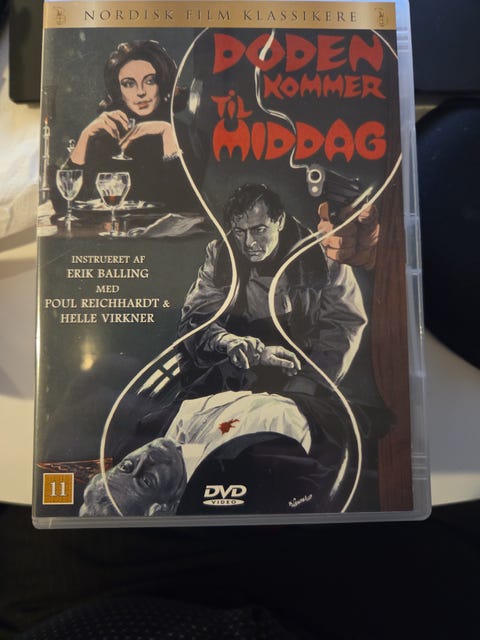 NORDISK FILM KLASSIKERE
DØDEN
KOMMER
TIL
MIDDAG
INSTRUERET AF
ERIK BALLING
MED
POUL REICHHARDT &
HELLE VIRKNER
11
DVD
VIDEO